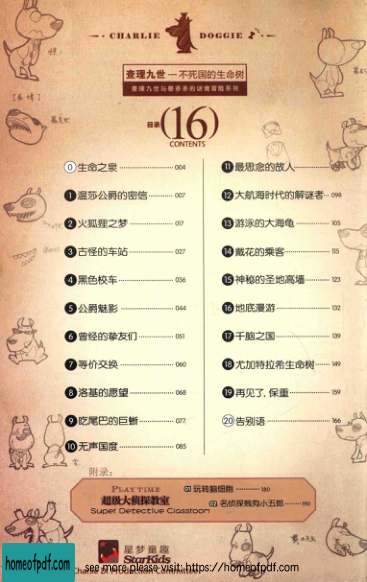 CHARLIE DOGGIE
查理九世—不死国的生命树
查理九世与墨多多的谜境冒险系列
目录
(16)
CONTENTS
0 生命之泉 004
1 温莎公爵的密信 007
2 火狐狸之梦 017
3 古怪的车站 027
4 黑色校车 036
5 公爵魅影 044
6 曾经的挚友们 051
7 等价交换 060
8 洛基的愿望 068
9 吃尾巴的巨蜥 077
10 无声国度 085
11 最思念的故人
12 大航海时代的解谜者 098
13 游泳的大海龟 105
14 戴花的乘客 115
15 神秘的圣地高墙 123
16 地底漫游 132
17 千脑之国 139
18 尤加特拉希生命树 149
19 再见了,保重 159
20 告别语 166
附录:
PLAYTIME
超级大侦探教室
Super Detective Classroom
01 玩转脑细胞 180
02 名侦探贱狗小五郎
星梦童趣
StarKids
homeofpdf.com
see more please visit: https://homeofpdf.com